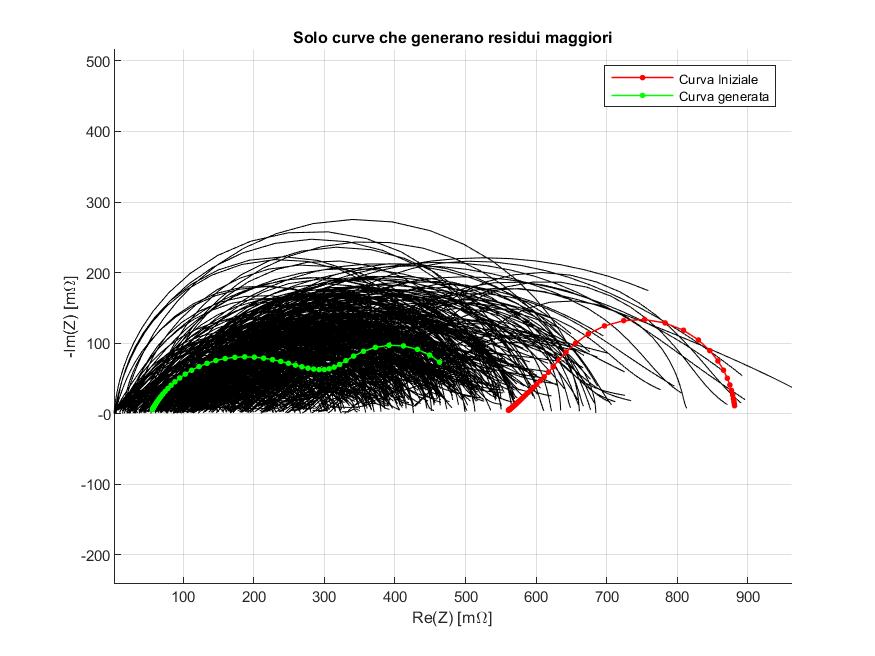 Solo curve che generano residui maggiori
Curva Iniziale
Curva generata
500
400
300
200
100
-0
-100
-200
-Im(Z) [mΩ]
100 200 300 400 500 600 700 800 900
Re(Z) [mΩ]